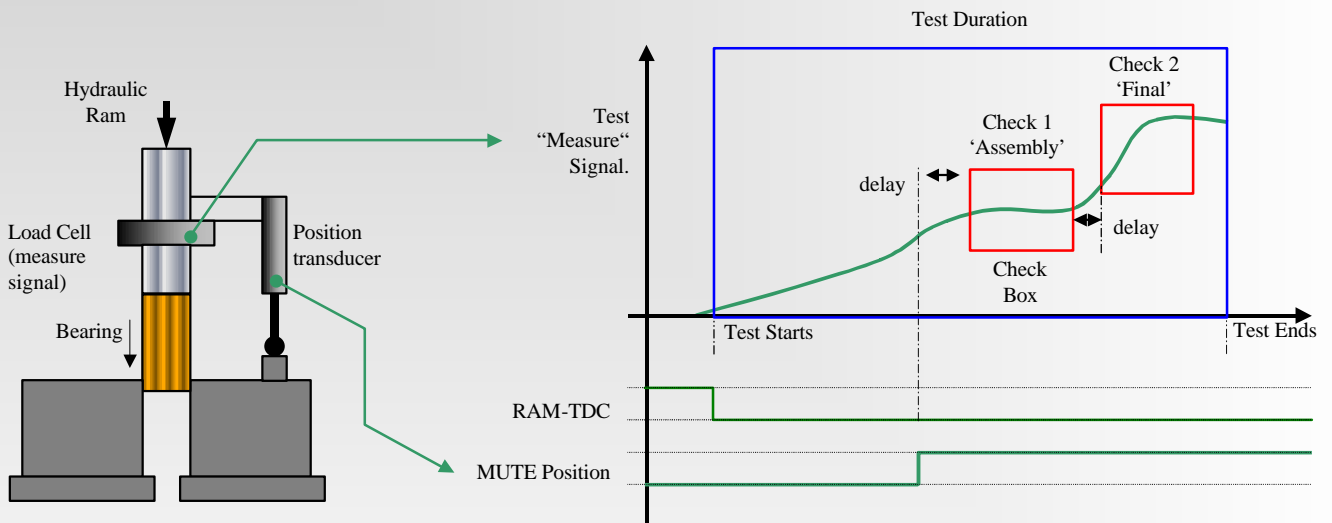 Hydraulic
Ram
Load Cell
(measure
signal)
Position
transducer
Bearing
Test Duration
Test
“Measure“
Signal.
delay
Check 1
‘Assembly’
Check 2
‘Final’
delay
Check
Box
Test Starts
Test Ends
RAM-TDC
MUTE Position